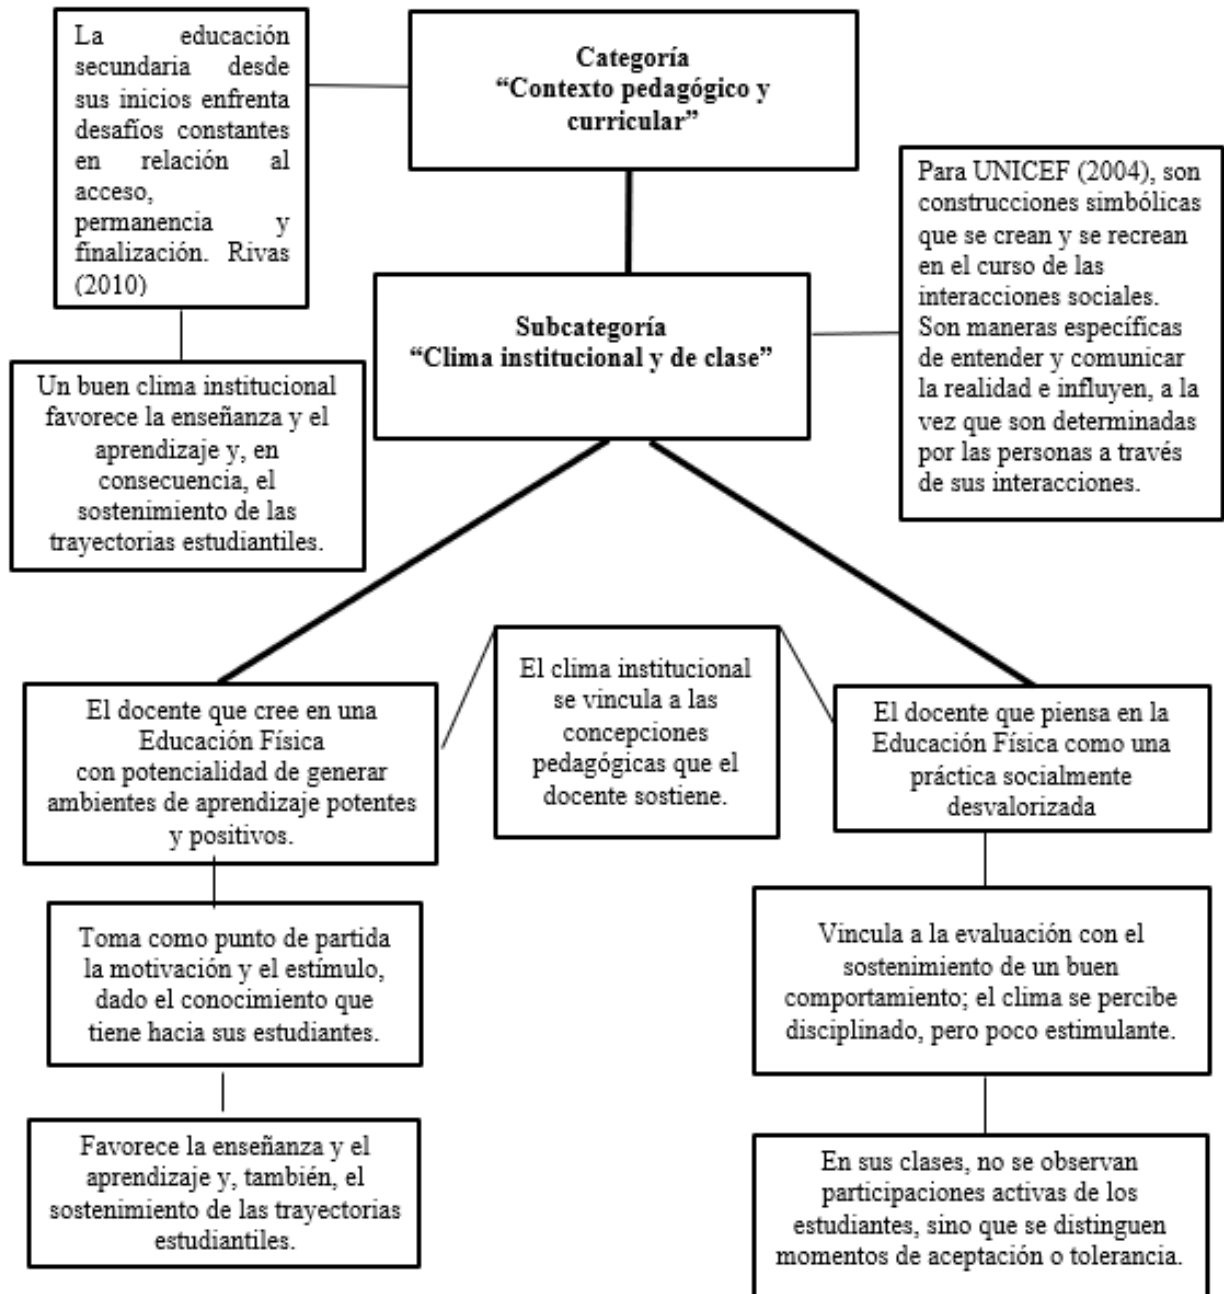 La educación
secundaria desde
sus inicios enfrenta
desafíos constantes
en relación al
acceso,
permanencia y
finalización. Rivas
(2010)
Categoría
“Contexto pedagógico y
curricular”
Para UNICEF (2004), son
construcciones simbólicas
que se crean y se recrean
en el curso de las
interacciones sociales.
Son maneras específicas
de entender y comunicar
la realidad e influyen, a la
vez que son determinadas
por las personas a través
de sus interacciones.
Subcategoría
“Clima institucional y de clase”
Un buen clima institucional
favorece la enseñanza y el
aprendizaje y, en
consecuencia, el
sostenimiento de las
trayectorias estudiantiles.
El docente que cree en una
Educación Física
con potencialidad de generar
ambientes de aprendizaje potentes
y positivos.
El clima institucional
se vincula a las
concepciones
pedagógicas que el
docente sostiene.
El docente que piensa en la
Educación Física como una
práctica socialmente
desvalorizada
Toma como punto de partida
la motivación y el estímulo,
dado el conocimiento que
tiene hacia sus estudiantes.
Vincula a la evaluación con el
sostenimiento de un buen
comportamiento; el clima se percibe
disciplinado, pero poco estimulante.
Favorece la enseñanza y el
aprendizaje y, también, el
sostenimiento de las trayectorias
estudiantiles.
En sus clases, no se observan
participaciones activas de los
estudiantes, sino que se distinguen
momentos de aceptación o tolerancia.